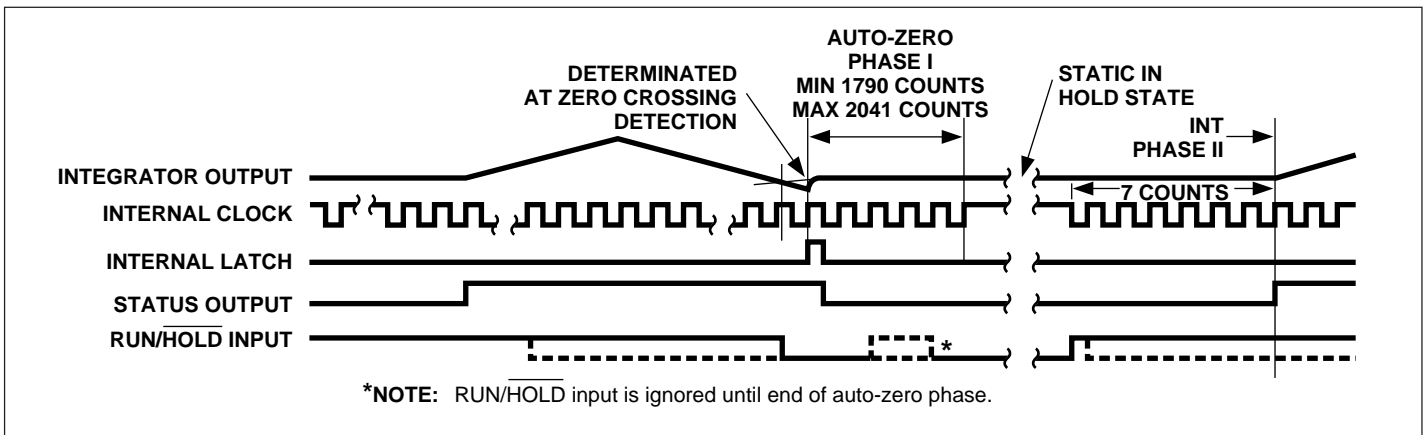 AUTO-ZERO
PHASE I
MIN 1790 COUNTS
MAX 2041 COUNTS
DETERMINATED
AT ZERO CROSSING
DETECTION
STATIC IN
HOLD STATE
INT
PHASE II
INTEGRATOR OUTPUT
7 COUNTS
INTERNAL CLOCK
INTERNAL LATCH
STATUS OUTPUT
RUN/HOLD INPUT
*
*NOTE: RUN/HOLD input is ignored until end of auto-zero phase.